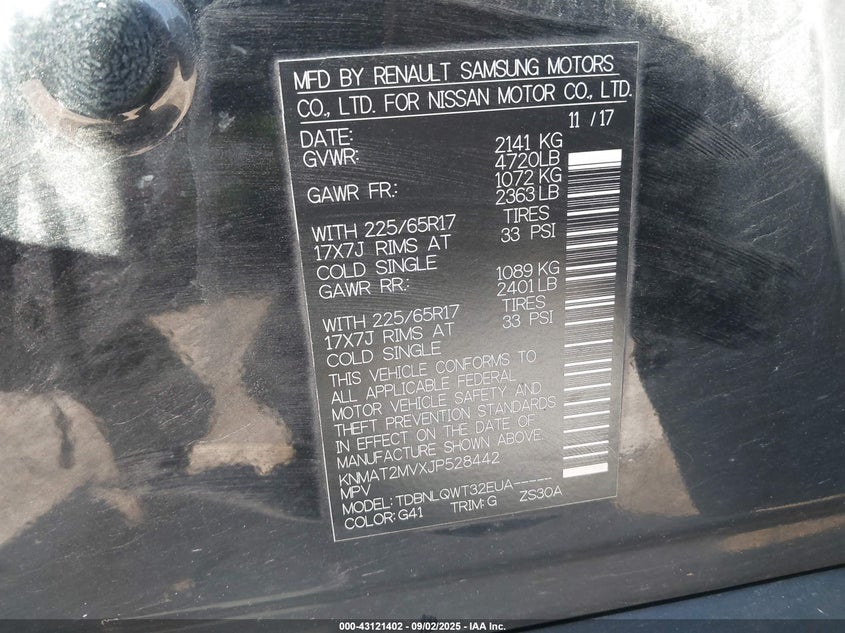 MFD BY RENAULT SAMSUNG MOTORS
CO., LTD. FOR NISSAN MOTOR CO., LTD.
DATE: 11 / 17
GVWR: 2141 KG
4720LB
GAWR FR.: 1072 KG
2363 LB
WITH 225/65R17 TIRES
17X7J RIMS AT 33 PSI
COLD SINGLE
GAWR RR.: 1089 KG
2401 LB
WITH 225/65R17 TIRES
17X7J RIMS AT 33 PSI
COLD SINGLE
THIS VEHICLE CONFORMS TO
ALL APPLICABLE FEDERAL
MOTOR VEHICLE SAFETY AND
THEFT PREVENTION STANDARDS
IN EFFECT ON THE DATE OF
MANUFACTURE SHOWN ABOVE.
KNMAT2MVXJP528442
MPV
MODEL: TDBNLQWT32EUA-----
COLOR: G41 TRIM: G ZS30A
000-43121402 - 09/02/2025 - IAA Inc.